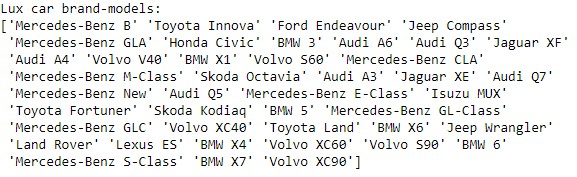 Lux car brand-models:
['Mercedes-Benz B' 'Toyota Innova' 'Ford Endeavour' 'Jeep Compass'
'Mercedes-Benz GLA' 'Honda Civic' 'BMW 3' 'Audi A6' 'Audi Q3' 'Jaguar XF'
'Audi A4' 'Volvo V40' 'BMW X1' 'Volvo S60' 'Mercedes-Benz CLA'
'Mercedes-Benz M-Class' 'Skoda Octavia' 'Audi A3' 'Jaguar XE' 'Audi Q7'
'Mercedes-Benz New' 'Audi Q5' 'Mercedes-Benz E-Class' 'Isuzu MUX'
'Toyota Fortuner' 'Skoda Kodiaq' 'BMW 5' 'Mercedes-Benz GL-Class'
'Mercedes-Benz GLC' 'Volvo XC40' 'Toyota Land' 'BMW X6' 'Jeep Wrangler'
'Land Rover' 'Lexus ES' 'BMW X4' 'Volvo XC60' 'Volvo S90' 'BMW 6'
'Mercedes-Benz S-Class' 'BMW X7' 'Volvo XC90']